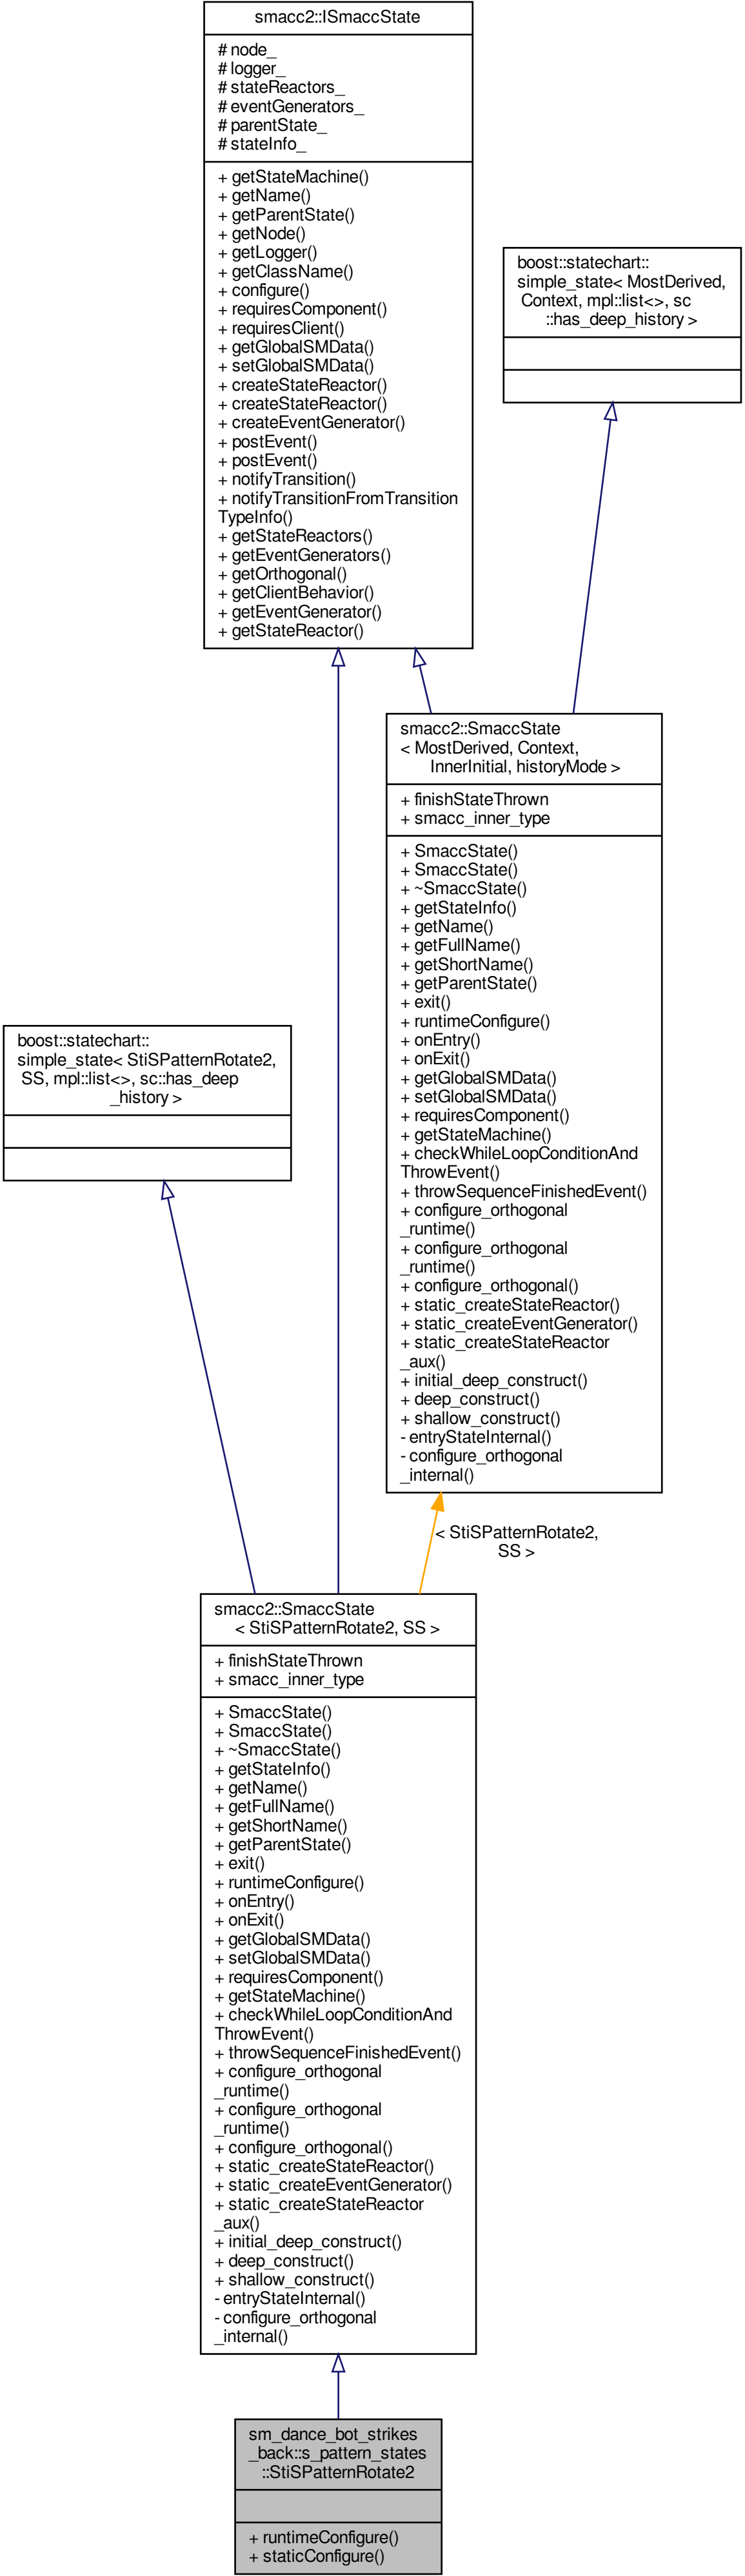 smacc2::ISmaccState
# node_
# logger_
# stateReactors_
# eventGenerators_
# parentState_
# stateInfo_
+ getStateMachine()
+ getName()
+ getParentState()
+ getNode()
+ getLogger()
+ getClassName()
+ configure()
+ requiresComponent()
+ requiresClient()
+ getGlobalSMData()
+ setGlobalSMData()
+ createStateReactor()
+ createStateReactor()
+ createEventGenerator()
+ postEvent()
+ postEvent()
+ notifyTransition()
+ notifyTransitionFromTransition
TypeInfo()
+ getStateReactors()
+ getEventGenerators()
+ getOrthogonal()
+ getClientBehavior()
+ getEventGenerator()
+ getStateReactor()
boost::statechart::
simple_state< MostDerived,
Context, mpl::list<>, sc
::has_deep_history >
smacc2::SmaccState
< MostDerived, Context,
InnerInitial, historyMode >
+ finishStateThrown
+ smacc_inner_type
+ SmaccState()
+ SmaccState()
+ ~SmaccState()
+ getStateInfo()
+ getName()
+ getFullName()
+ getShortName()
+ getParentState()
+ exit()
+ runtimeConfigure()
+ onEntry()
+ onExit()
+ getGlobalSMData()
+ setGlobalSMData()
+ requiresComponent()
+ getStateMachine()
+ checkWhileLoopConditionAnd
ThrowEvent()
+ throwSequenceFinishedEvent()
+ configure_orthogonal
_runtime()
+ configure_orthogonal
_runtime()
+ configure_orthogonal()
+ static_createStateReactor()
+ static_createEventGenerator()
+ static_createStateReactor
_aux()
+ initial_deep_construct()
+ deep_construct()
+ shallow_construct()
- entryStateInternal()
- configure_orthogonal
_internal()
boost::statechart::
simple_state< StiSPatternRotate2,
SS, mpl::list<>, sc::has_deep
_history >
< StiSPatternRotate2,
SS >
smacc2::SmaccState
< StiSPatternRotate2, SS >
+ finishStateThrown
+ smacc_inner_type
+ SmaccState()
+ SmaccState()
+ ~SmaccState()
+ getStateInfo()
+ getName()
+ getFullName()
+ getShortName()
+ getParentState()
+ exit()
+ runtimeConfigure()
+ onEntry()
+ onExit()
+ getGlobalSMData()
+ setGlobalSMData()
+ requiresComponent()
+ getStateMachine()
+ checkWhileLoopConditionAnd
ThrowEvent()
+ throwSequenceFinishedEvent()
+ configure_orthogonal
_runtime()
+ configure_orthogonal
_runtime()
+ configure_orthogonal()
+ static_createStateReactor()
+ static_createEventGenerator()
+ static_createStateReactor
_aux()
+ initial_deep_construct()
+ deep_construct()
+ shallow_construct()
- entryStateInternal()
- configure_orthogonal
_internal()
sm_dance_bot_strikes
_back::s_pattern_states
::StiSPatternRotate2
+ runtimeConfigure()
+ staticConfigure()